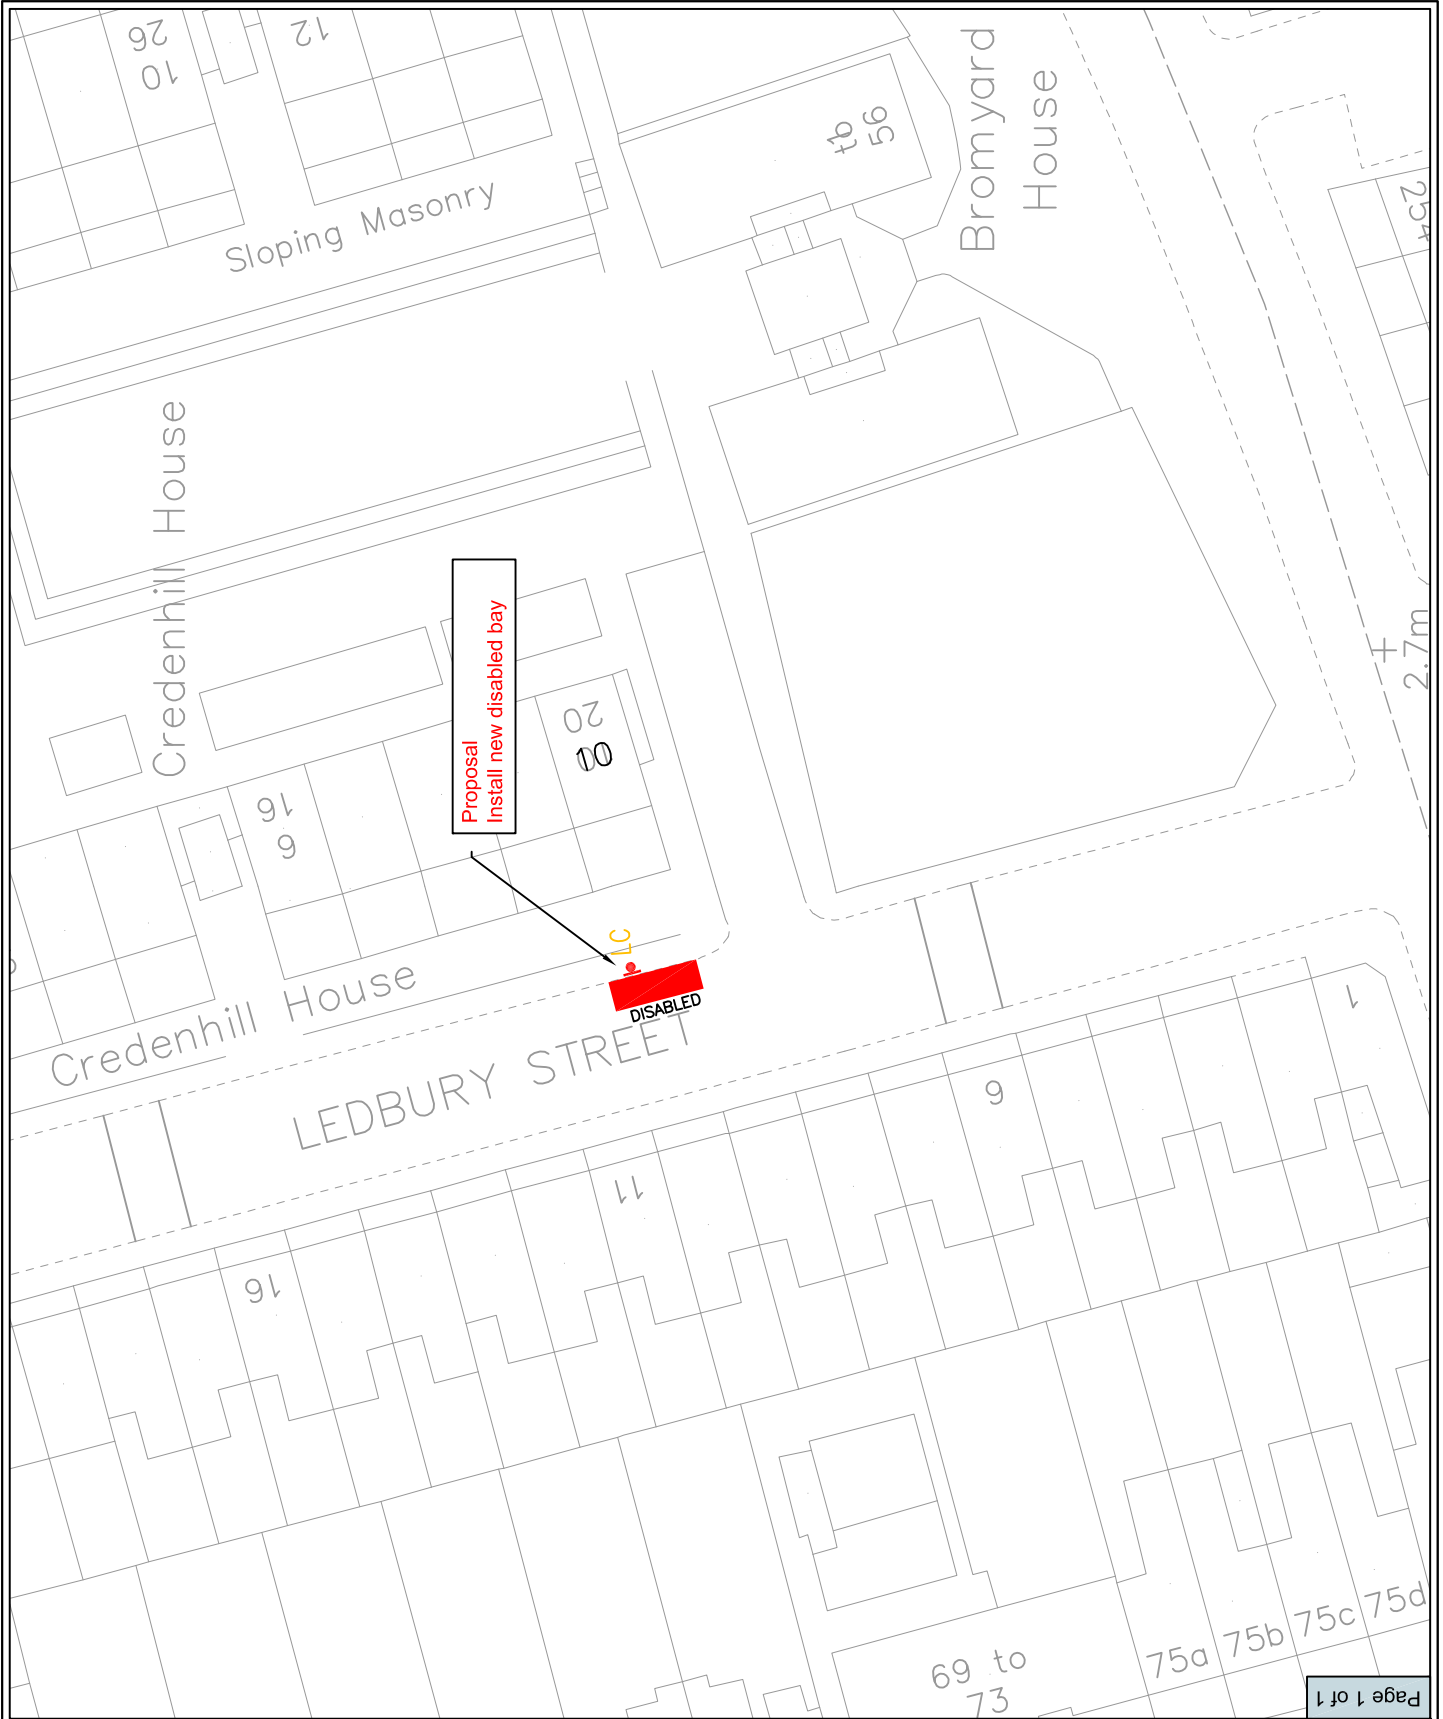 26
10
12
Sloping Masonry
to
56
Bromyard
House
254
Credenhill House
Proposal
Install new disabled bay
20
10
16
9
2.7m
LC
DISABLED
Credenhill House
LEDBURY STREET
1
6
11
16
69 to
73
75a
75b
75c
75d
Page 1 of 1